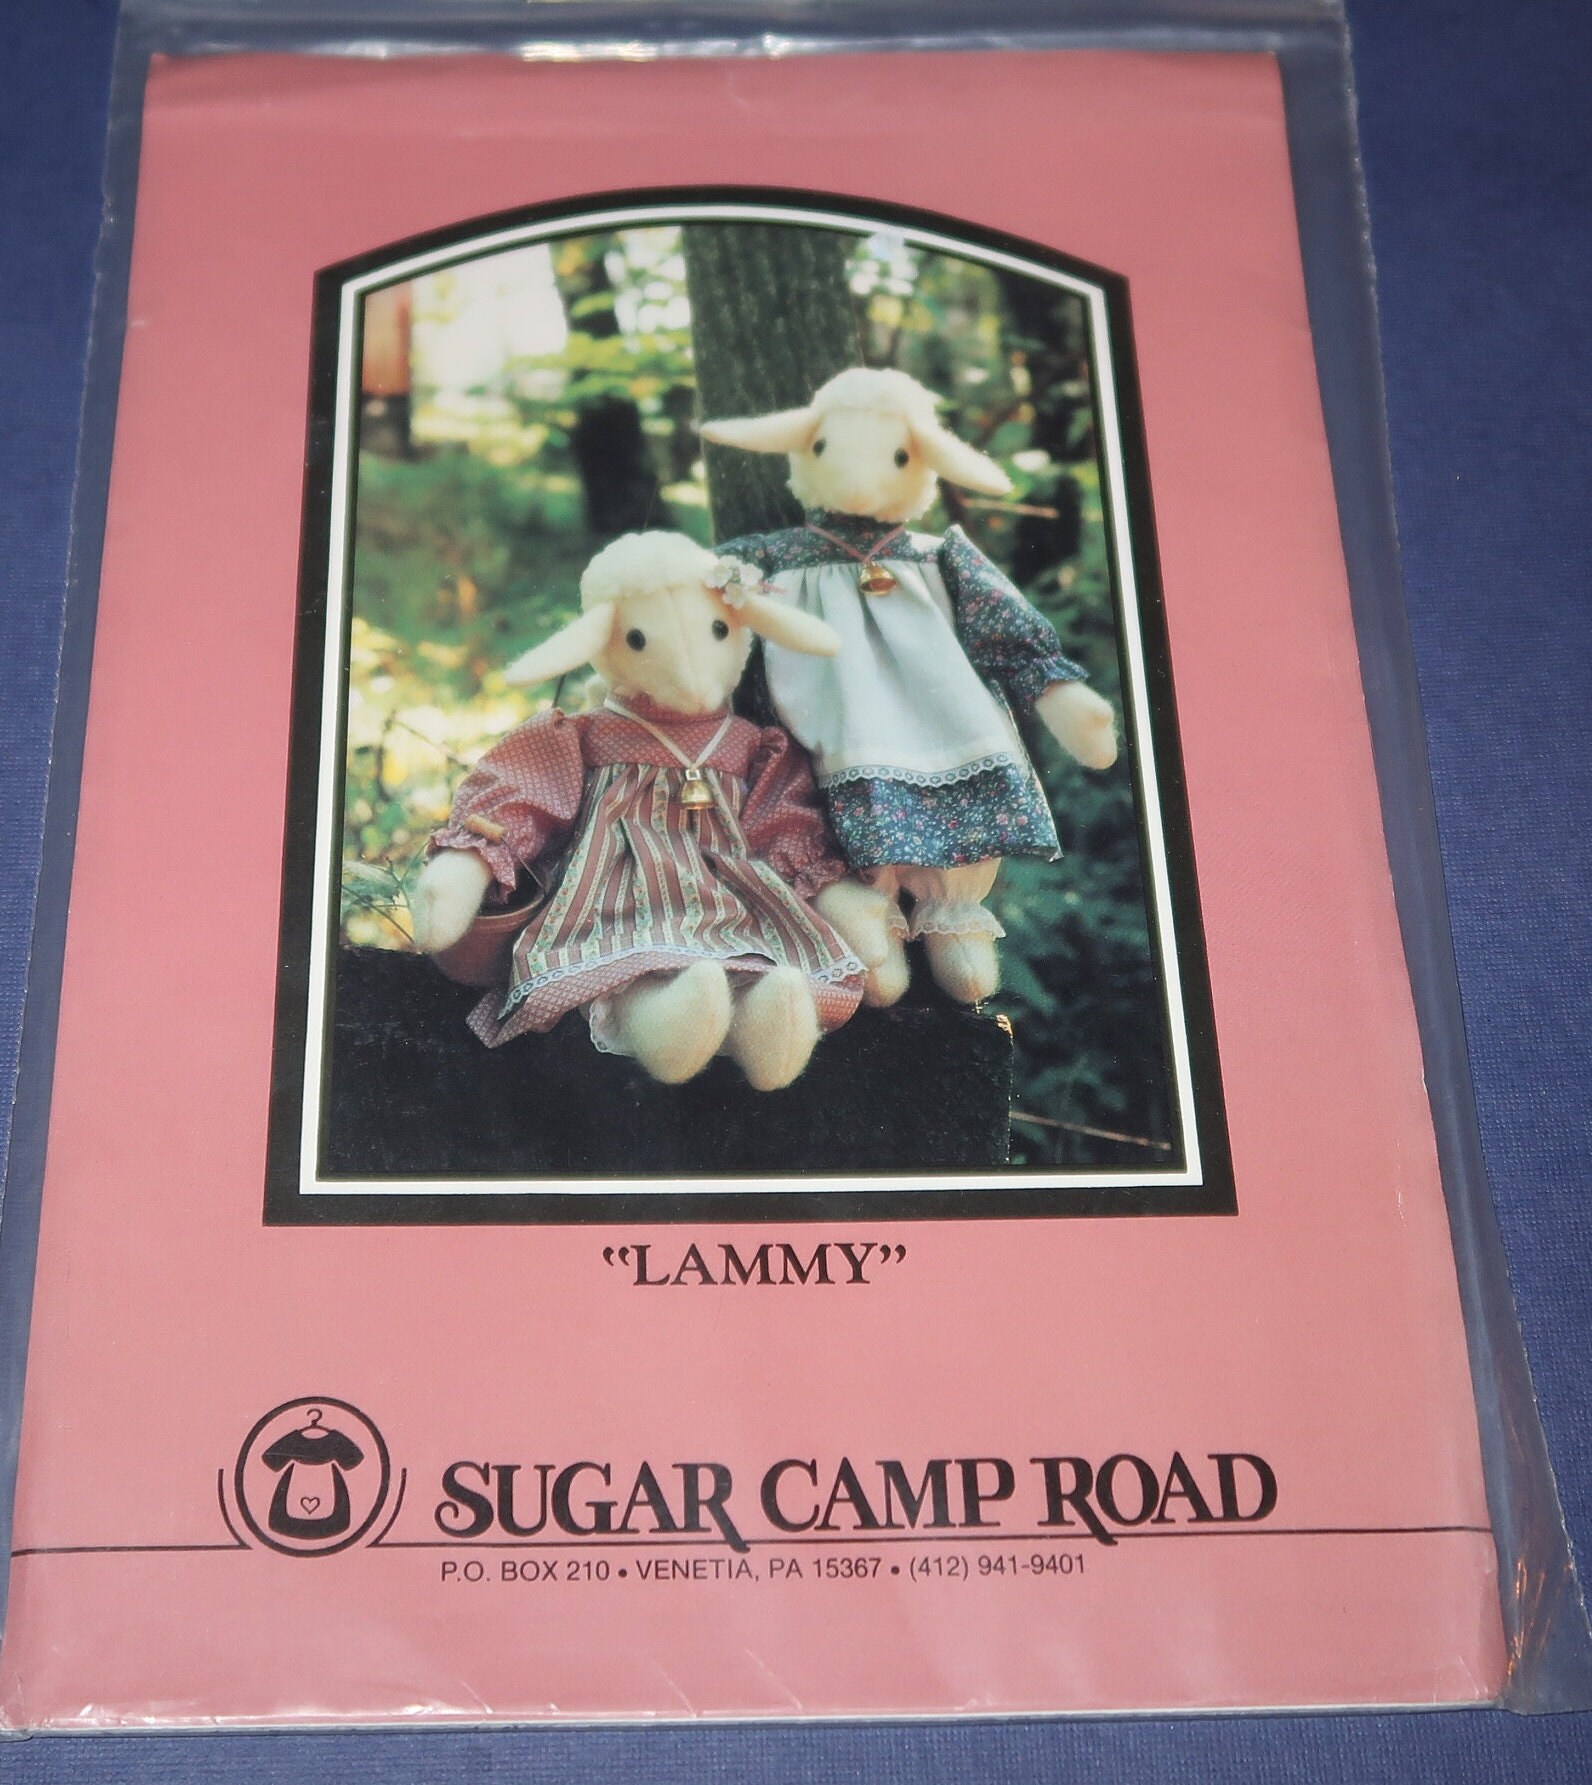 “LAMMY”
SUGAR CAMP ROAD
P.O. BOX 210 • VENETIA, PA 15367 • (412) 941-9401